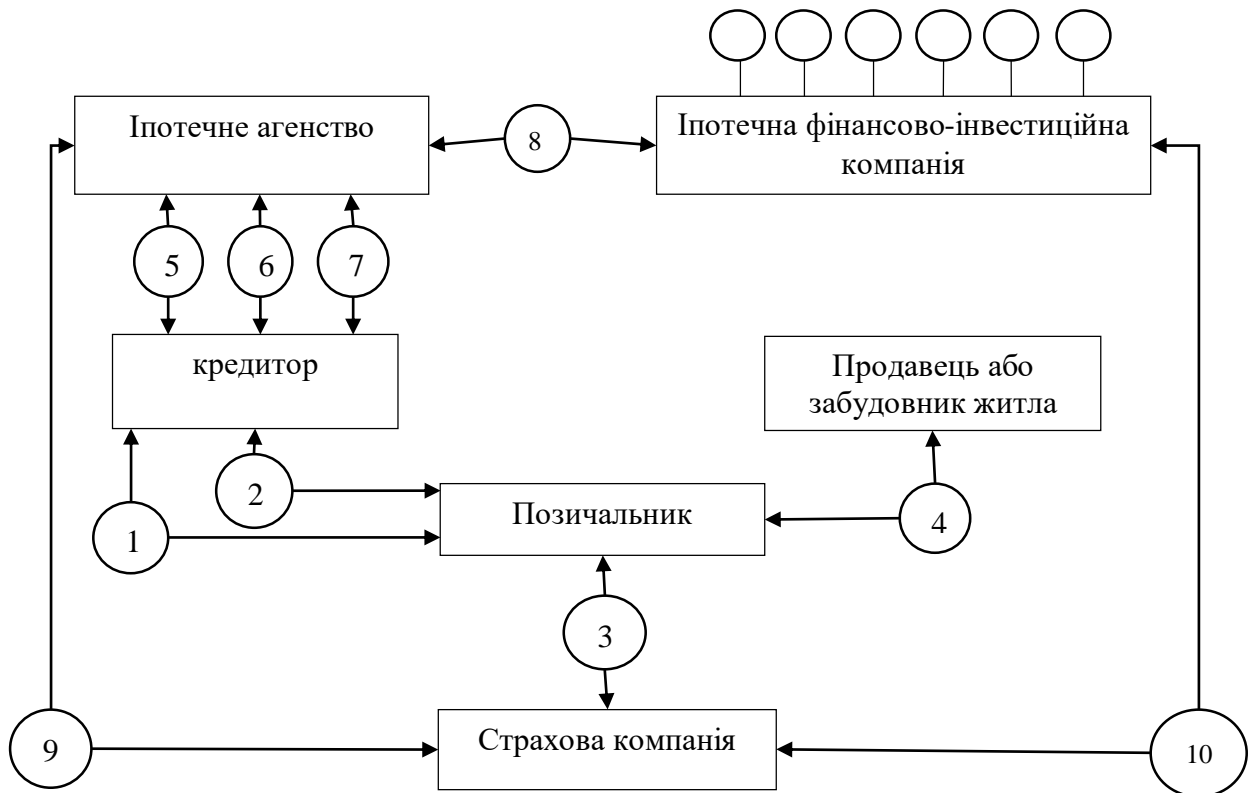 Іпотечне агенство
8
Іпотечна фінансово-інвестиційна
компанія
5
6
7
кредитор
Продавець або
забудовник житла
2
1
Позичальник
4
3
9
Страхова компанія
10